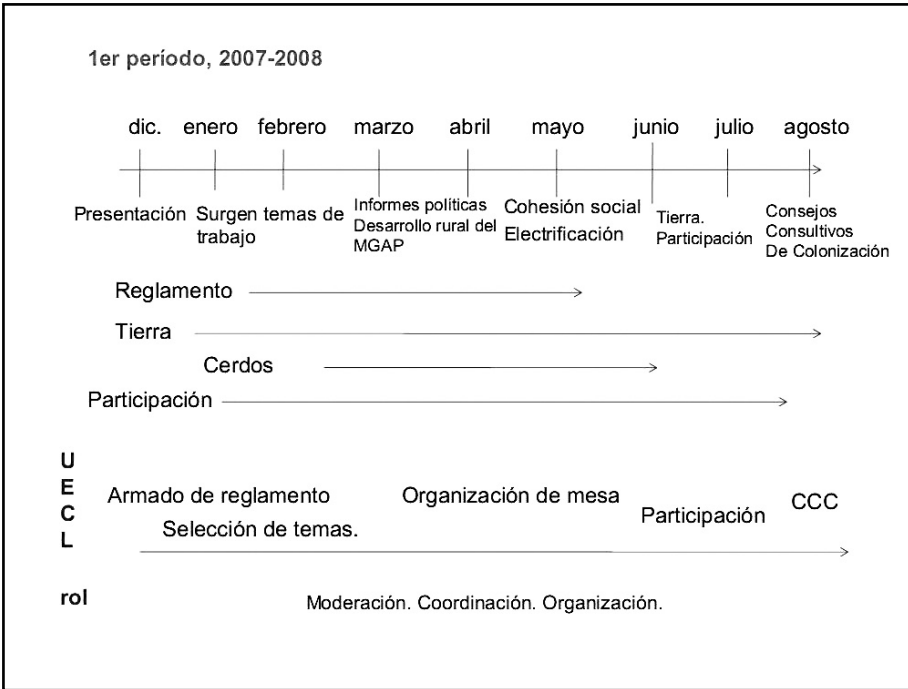 1er período, 2007-2008
dic. enero febrero marzo abril mayo junio julio agosto
Presentación
Surgen temas de
trabajo
Informes políticas
Desarrollo rural del
MGAP
Cohesión social
Electrificación
Tierra.
Participación
Consejos
Consultivos
De Colonización
Reglamento
Tierra
Cerdos
Participación
U
E
C
L
Armado de reglamento
Selección de temas.
Organización de mesa
Participación
CCC
rol
Moderación. Coordinación. Organización.